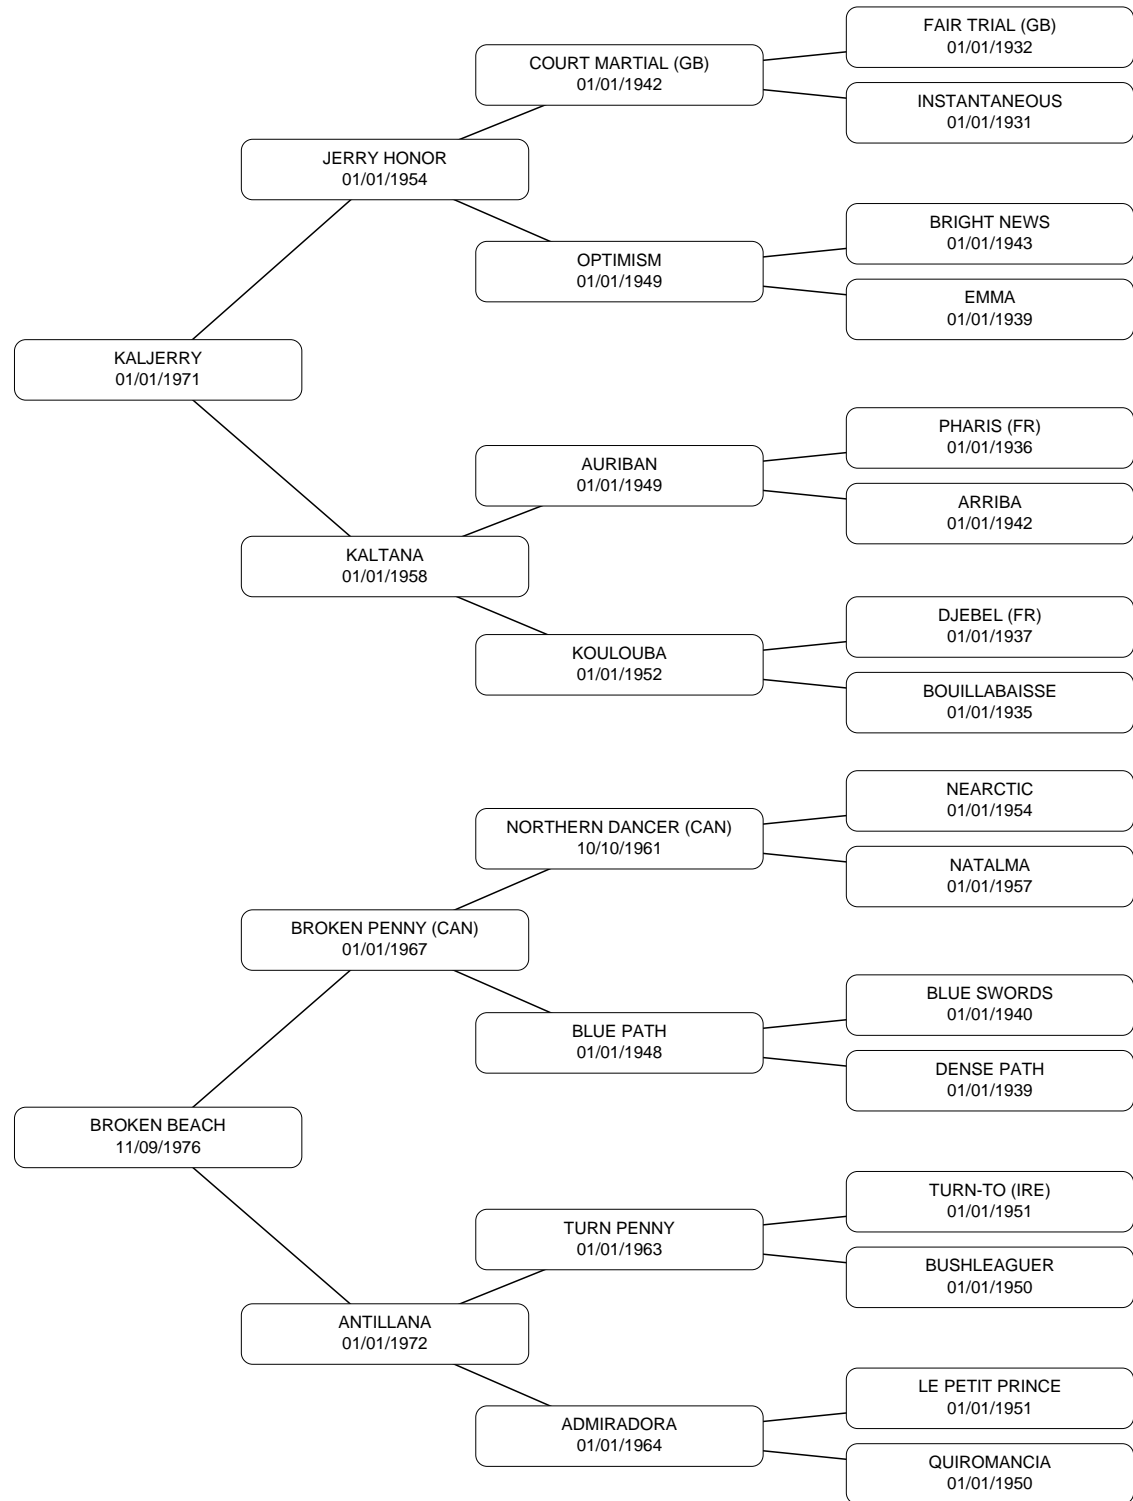 FAIR TRIAL (GB)
01/01/1932
COURT MARTIAL (GB)
01/01/1942
INSTANTANEOUS
01/01/1931
JERRY HONOR
01/01/1954
BRIGHT NEWS
01/01/1943
OPTIMISM
01/01/1949
EMMA
01/01/1939
KALJERRY
01/01/1971
PHARIS (FR)
01/01/1936
AURIBAN
01/01/1949
ARRIBA
01/01/1942
KALTANA
01/01/1958
DJEBEL (FR)
01/01/1937
KOULOUBA
01/01/1952
BOUILLABAISSE
01/01/1935
NEARCTIC
01/01/1954
NORTHERN DANCER (CAN)
10/10/1961
NATALMA
01/01/1957
BROKEN PENNY (CAN)
01/01/1967
BLUE SWORDS
01/01/1940
BLUE PATH
01/01/1948
DENSE PATH
01/01/1939
BROKEN BEACH
11/09/1976
TURN-TO (IRE)
01/01/1951
TURN PENNY
01/01/1963
BUSHLEAGUER
01/01/1950
ANTILLANA
01/01/1972
LE PETIT PRINCE
01/01/1951
ADMIRADORA
01/01/1964
QUIROMANCIA
01/01/1950